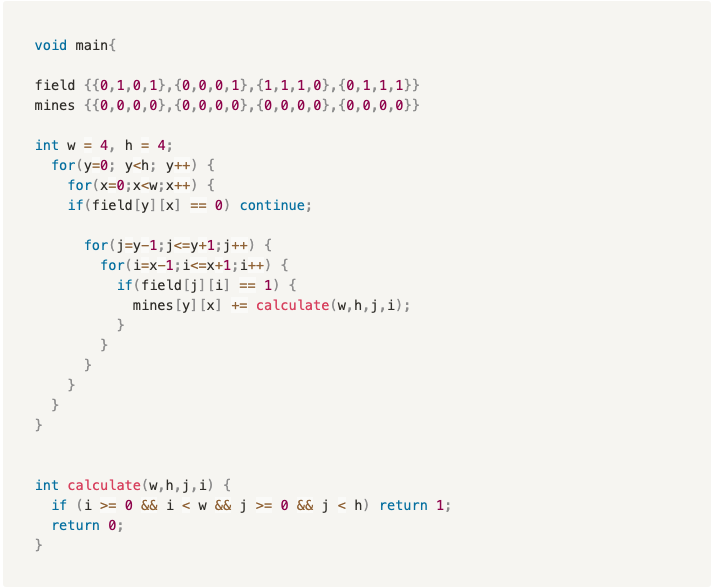 void main{
field {{0,1,0,1},{0,0,0,1},{1,1,1,0},{0,1,1,1}}
mines {{0,0,0,0},{0,0,0,0},{0,0,0,0},{0,0,0,0}}
int w = 4, h = 4;
for(y=0; y<h; y++) {
for(x=0;x<w;x++) {
if(field[y][x] == 0) continue;
for(j=y−1;j<=y+1;j++) {
for(i=x−1;i<=x+1;i++) {
if(field[j][i] == 1) {
mines[y][x] += calculate(w,h,j,i);
}
}
}
}
}
}
int calculate(w,h,j,i) {
if (i >= 0 && i < w && j >= 0 && j < h) return 1;
return 0;
}